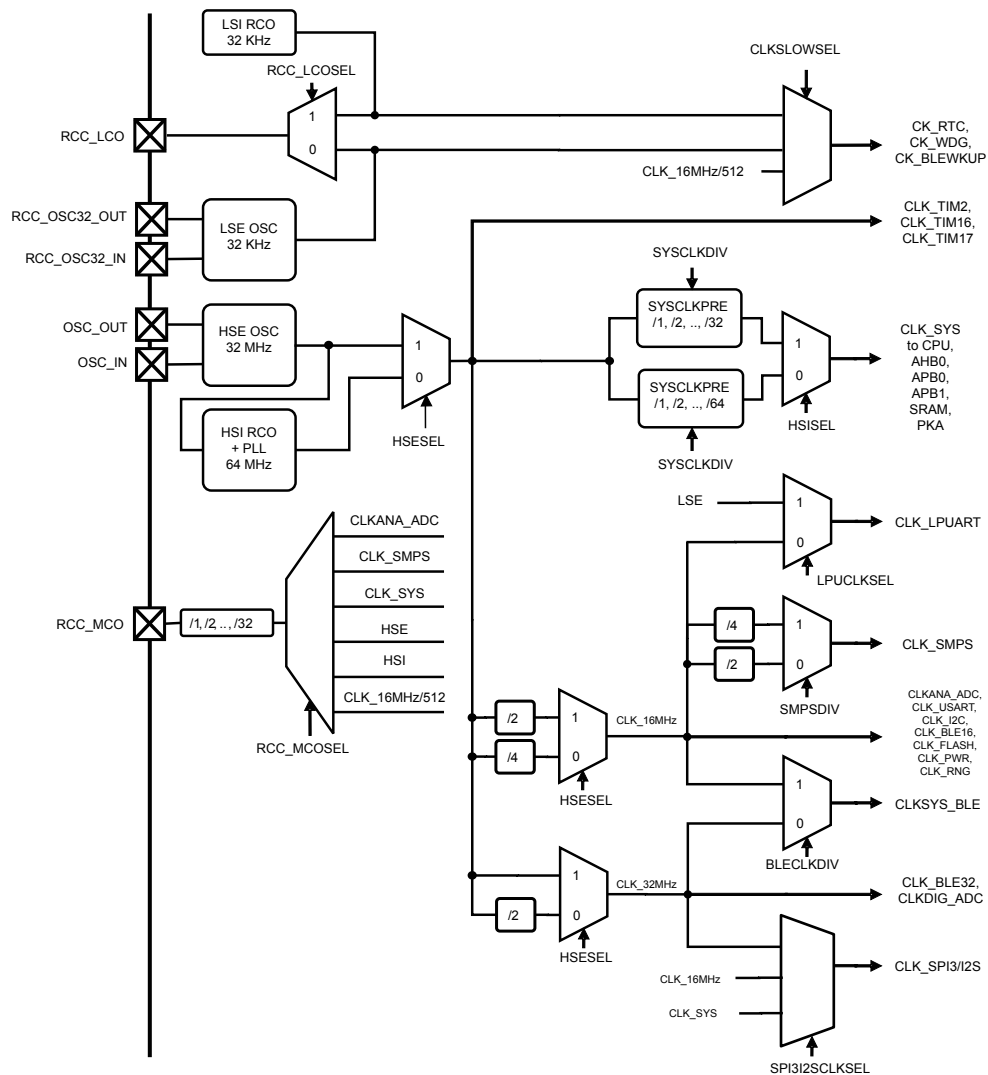 LSI RCO
32 KHz
RCC_LCOSEL
CLKSLOWSEL
1
0
RCC_LCO
CLK_16MHz/512
CK_RTC,
CK_WDG,
CK_BLEWKUP
RCC_OSC32_OUT
RCC_OSC32_IN
LSE OSC
32 KHz
CLK_TIM2,
CLK_TIM16,
CLK_TIM17
OSC_OUT
OSC_IN
HSE OSC
32 MHz
HSI RCO
+ PLL
64 MHz
1
0
HSESEL
SYSCLKDIV
SYSCLKPRE
/1, /2, .., /32
SYSCLKPRE
/1, /2, .., /64
SYSCLKDIV
1
0
HSISEL
CLK_SYS
to CPU,
AHB0,
APB0,
APB1,
SRAM,
PKA
LSE
1
0
LPUCLKSEL
CLK_LPUART
RCC_MCO
/1, /2, .., /32
CLKANA_ADC
CLK_SMPS
CLK_SYS
HSE
HSI
CLK_16MHz/512
RCC_MCOSEL
/4
/2
1
0
SMPSDIV
CLK_SMPS
/2
/4
1
0
HSESEL
CLK_16MHz
CLKANA_ADC,
CLK_USART,
CLK_I2C,
CLK_BLE16,
CLK_FLASH,
CLK_PWR,
CLK_RNG
1
0
BLECLKDIV
CLKSYS_BLE
/2
1
0
HSESEL
CLK_32MHz
CLK_BLE32,
CLKDIG_ADC
CLK_16MHz
CLK_SYS
SPI3I2SCLKSEL
CLK_SPI3/I2S